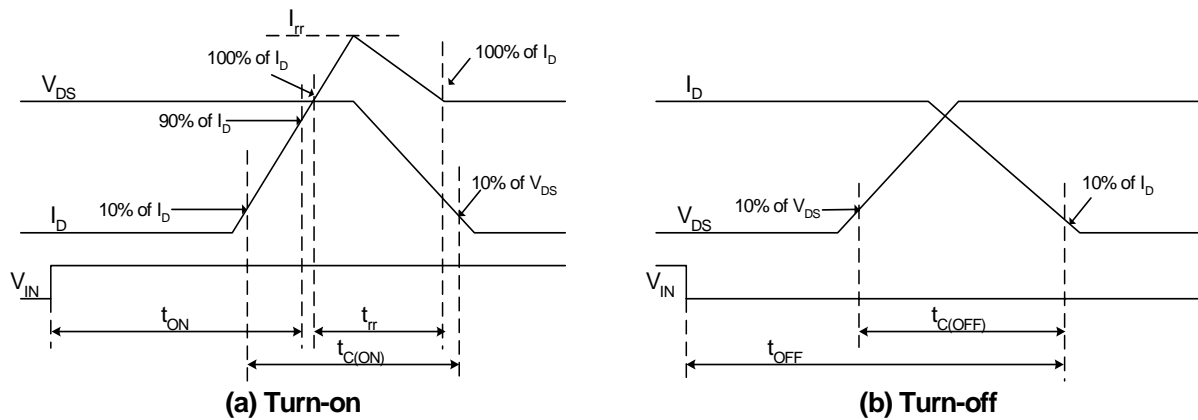 I_rr
100% of I_D
100% of I_D
V_DS
90% of I_D
10% of V_DS
10% of I_D
I_D
V_IN
t_ON
t_rr
t_C(ON)
(a) Turn-on
I_D
10% of I_D
10% of V_DS
V_DS
V_IN
t_C(OFF)
t_OFF
(b) Turn-off